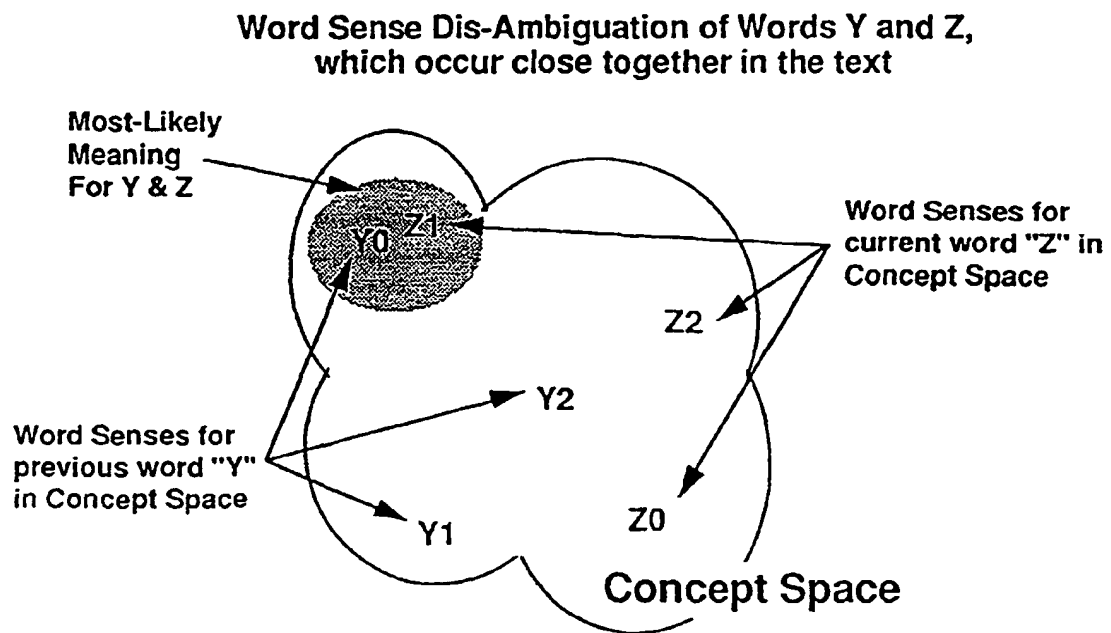 Word Sense Dis-Ambiguation of Words Y and Z,
which occur close together in the text
Most-Likely
Meaning
For Y & Z
Y0
Z1
Word Senses for
current word "Z" in
Concept Space
Z2
Y2
Word Senses for
previous word "Y"
in Concept Space
Y1
Z0
Concept Space